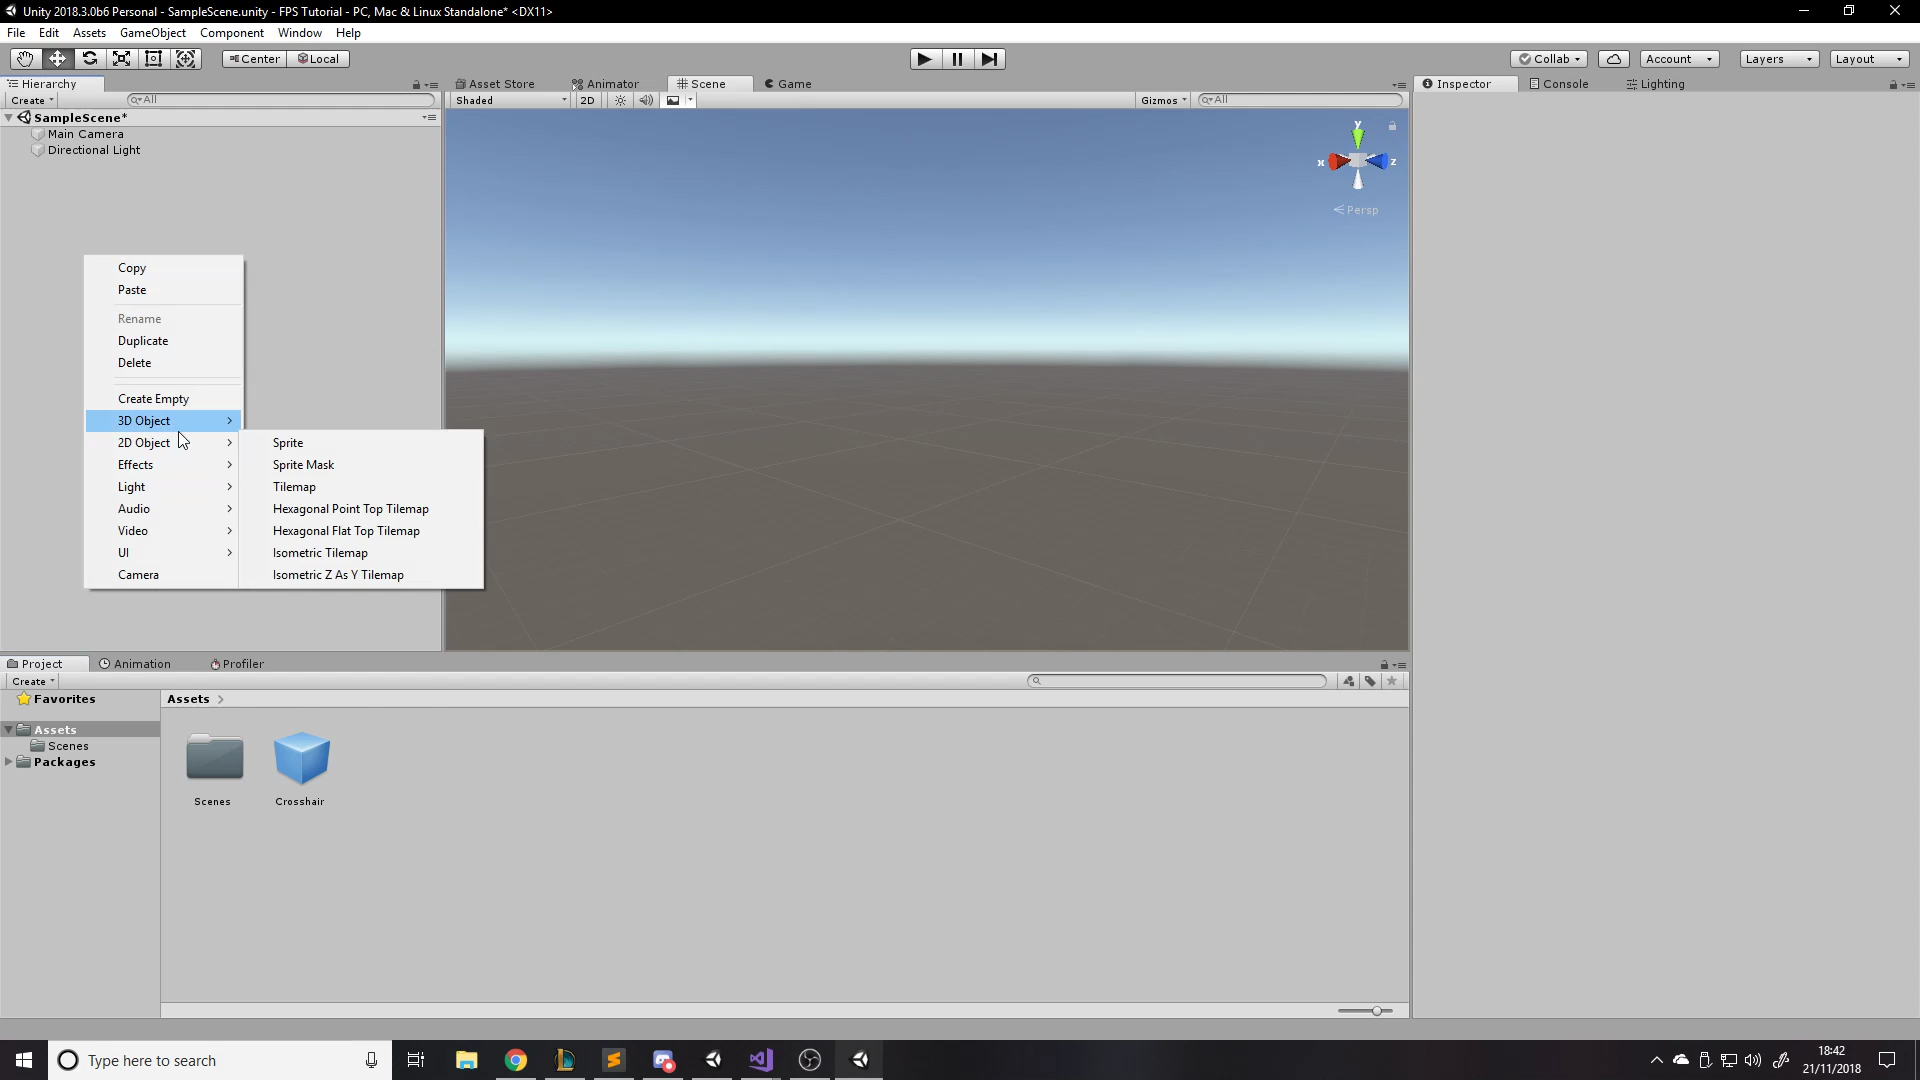 Unity 2018.3.0b6 Personal - SampleScene.unity - FPS Tutorial - PC, Mac & Linux Standalone* <DX11>
File Edit Assets GameObject Component Window Help
Center Local Collab Account Layers Layout
Hierarchy Asset Store Animator Scene Game Inspector Console Lighting
Create All Shaded 2D Gizmos All
SampleScene*
Main Camera
Directional Light
y
x z
Persp
Copy
Paste
Rename
Duplicate
Delete
Create Empty
3D Object
2D Object
Effects
Light
Audio
Video
UI
Camera
Sprite
Sprite Mask
Tilemap
Hexagonal Point Top Tilemap
Hexagonal Flat Top Tilemap
Isometric Tilemap
Isometric Z As Y Tilemap
Project Animation Profiler
Create
Favorites
Assets
Scenes
Packages
Assets
Scenes Crosshair
Type here to search
18:42
21/11/2018